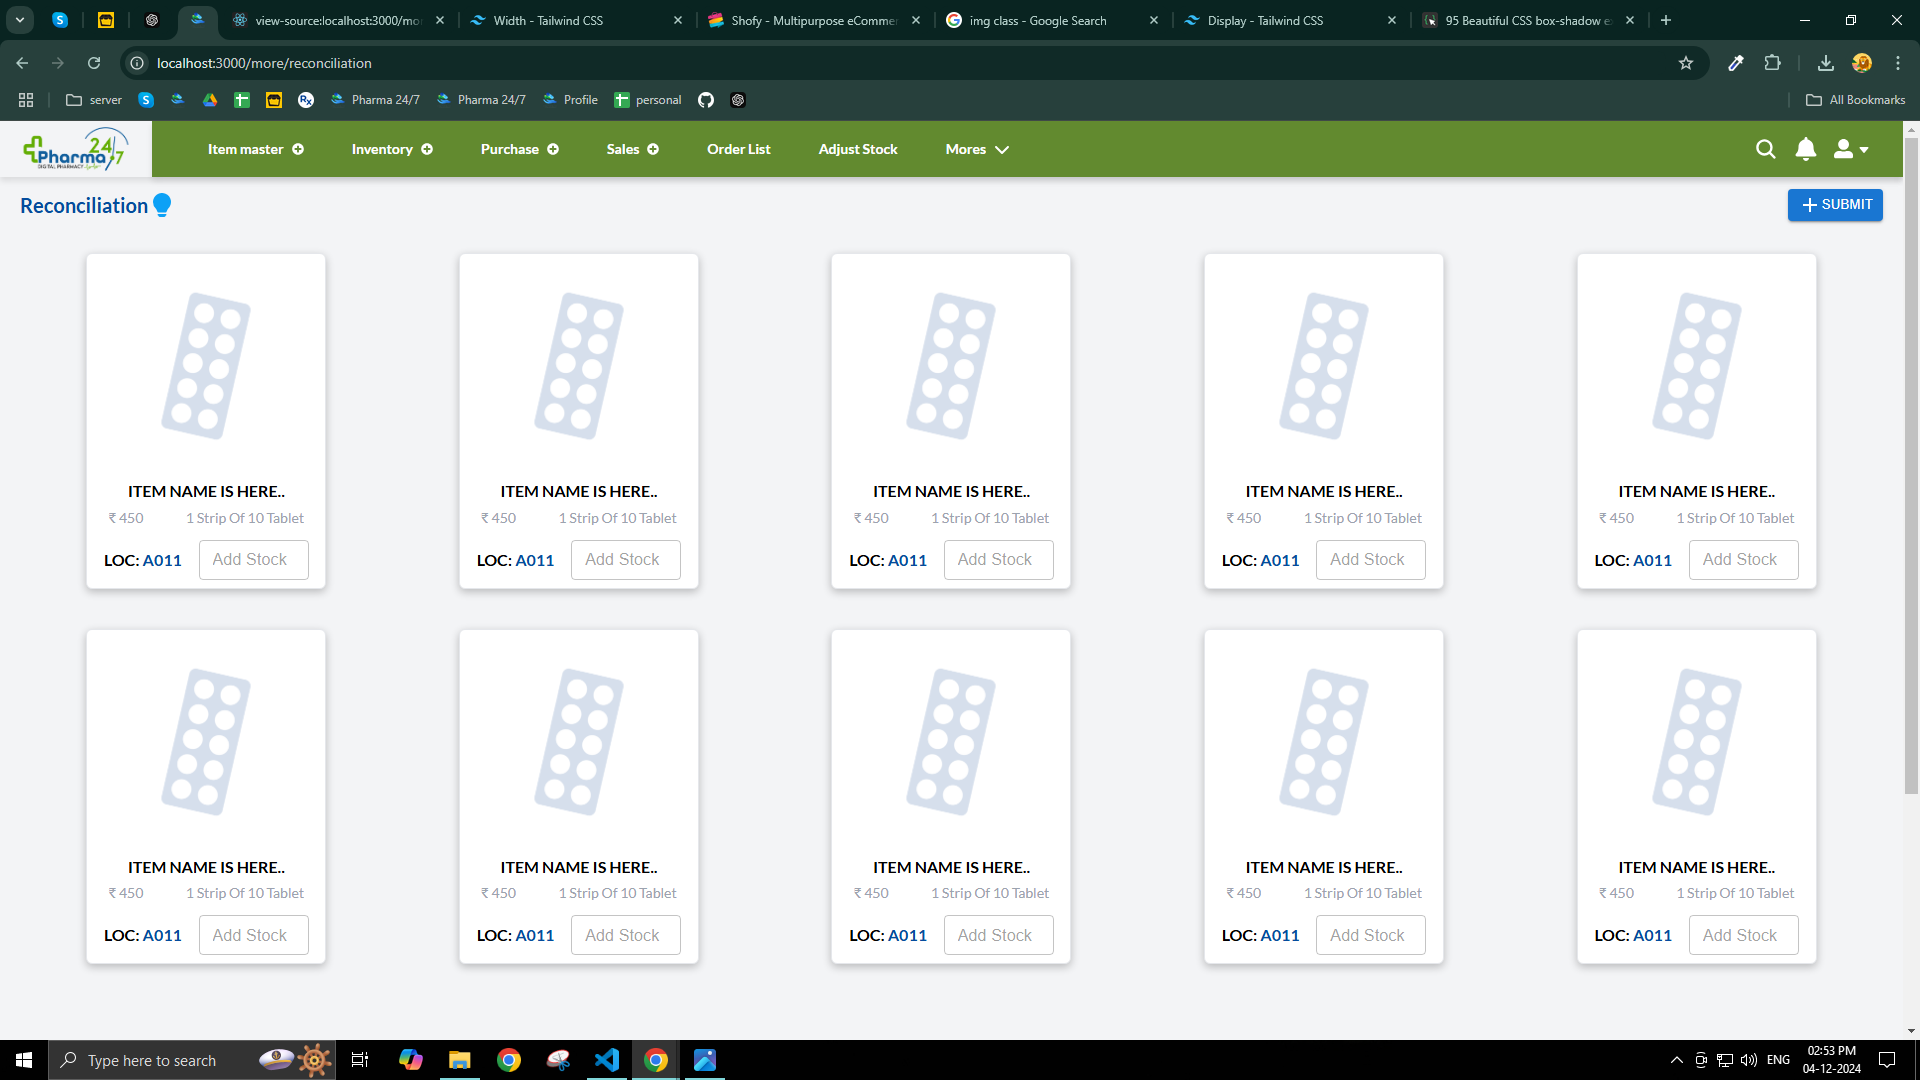 view-source:localhost:3000/mo
Width - Tailwind CSS
Shofy - Multipurpose eCommer
img class - Google Search
Display - Tailwind CSS
95 Beautiful CSS box-shadow e
localhost:3000/more/reconciliation
server
Rx
Pharma 24/7
Pharma 24/7
Profile
personal
All Bookmarks
Pharma 24/7
DIGITAL PHARMACY
Item master
Inventory
Purchase
Sales
Order List
Adjust Stock
Mores
Reconciliation
SUBMIT
ITEM NAME IS HERE..
₹ 450 1 Strip Of 10 Tablet
LOC: A011 Add Stock
ITEM NAME IS HERE..
₹ 450 1 Strip Of 10 Tablet
LOC: A011 Add Stock
ITEM NAME IS HERE..
₹ 450 1 Strip Of 10 Tablet
LOC: A011 Add Stock
ITEM NAME IS HERE..
₹ 450 1 Strip Of 10 Tablet
LOC: A011 Add Stock
ITEM NAME IS HERE..
₹ 450 1 Strip Of 10 Tablet
LOC: A011 Add Stock
ITEM NAME IS HERE..
₹ 450 1 Strip Of 10 Tablet
LOC: A011 Add Stock
ITEM NAME IS HERE..
₹ 450 1 Strip Of 10 Tablet
LOC: A011 Add Stock
ITEM NAME IS HERE..
₹ 450 1 Strip Of 10 Tablet
LOC: A011 Add Stock
ITEM NAME IS HERE..
₹ 450 1 Strip Of 10 Tablet
LOC: A011 Add Stock
ITEM NAME IS HERE..
₹ 450 1 Strip Of 10 Tablet
LOC: A011 Add Stock
Type here to search
ENG
02:53 PM
04-12-2024